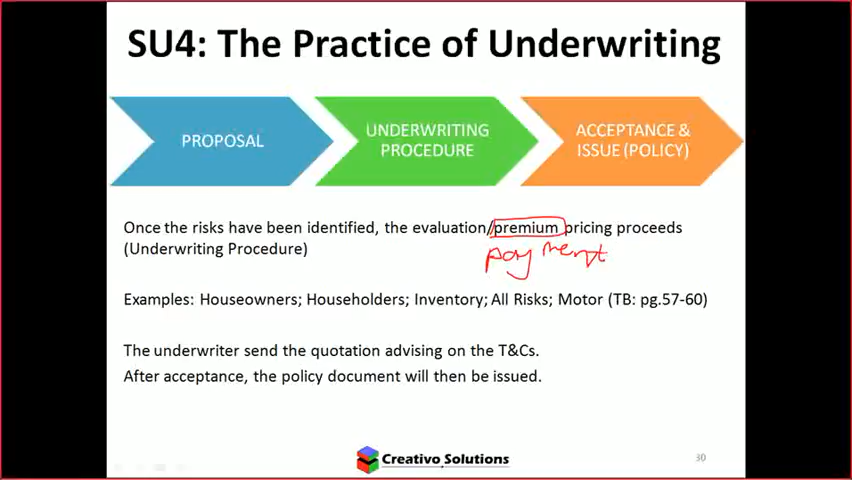 SU4: The Practice of Underwriting
PROPOSAL
UNDERWRITING
PROCEDURE
ACCEPTANCE &
ISSUE (POLICY)
Once the risks have been identified, the evaluation/premium pricing proceeds
(Underwriting Procedure)
payment
Examples: Houseowners; Householders; Inventory; All Risks; Motor (TB: pg.57-60)
The underwriter send the quotation advising on the T&Cs.
After acceptance, the policy document will then be issued.
Creativo Solutions
30